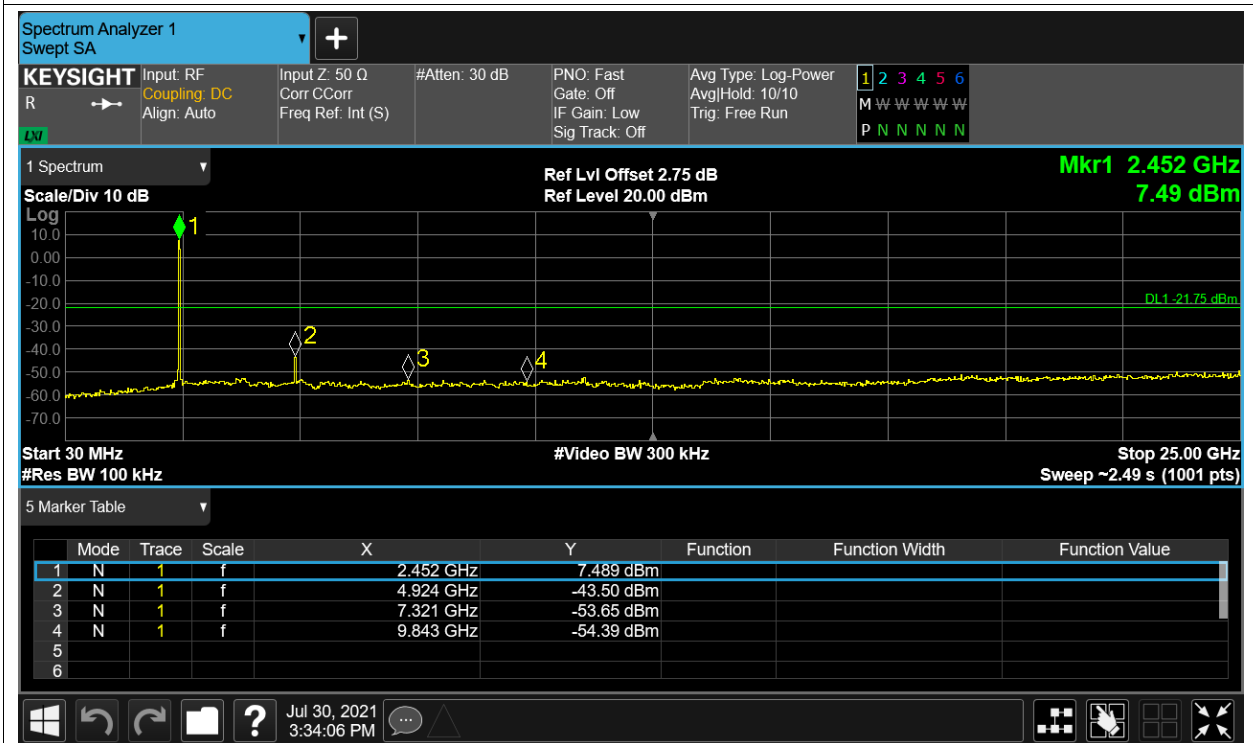 Spectrum Analyzer 1
Swept SA
KEYSIGHT Input: RF Input Z: 50 Ω #Atten: 30 dB PNO: Fast Avg Type: Log-Power 1 2 3 4 5 6
R Coupling: DC Corr CCorr Gate: Off Avg|Hold: 10/10 M W W W W W
Align: Auto Freq Ref: Int (S) IF Gain: Low Trig: Free Run
LXI Sig Track: Off P N N N N N
1 Spectrum Ref Lvl Offset 2.75 dB Mkr1 2.452 GHz
Scale/Div 10 dB Ref Level 20.00 dBm 7.49 dBm
Log
1
10.0
0.00
-10.0
-20.0 DL1 -21.75 dBm
-30.0
2
-40.0
3 4
-50.0
-60.0
-70.0
Start 30 MHz #Video BW 300 kHz Stop 25.00 GHz
#Res BW 100 kHz Sweep ~2.49 s (1001 pts)
5 Marker Table
Mode Trace Scale X Y Function Function Width Function Value
1 N 1 f 2.452 GHz 7.489 dBm
2 N 1 f 4.924 GHz -43.50 dBm
3 N 1 f 7.321 GHz -53.65 dBm
4 N 1 f 9.843 GHz -54.39 dBm
5
6
? Jul 30, 2021
3:34:06 PM